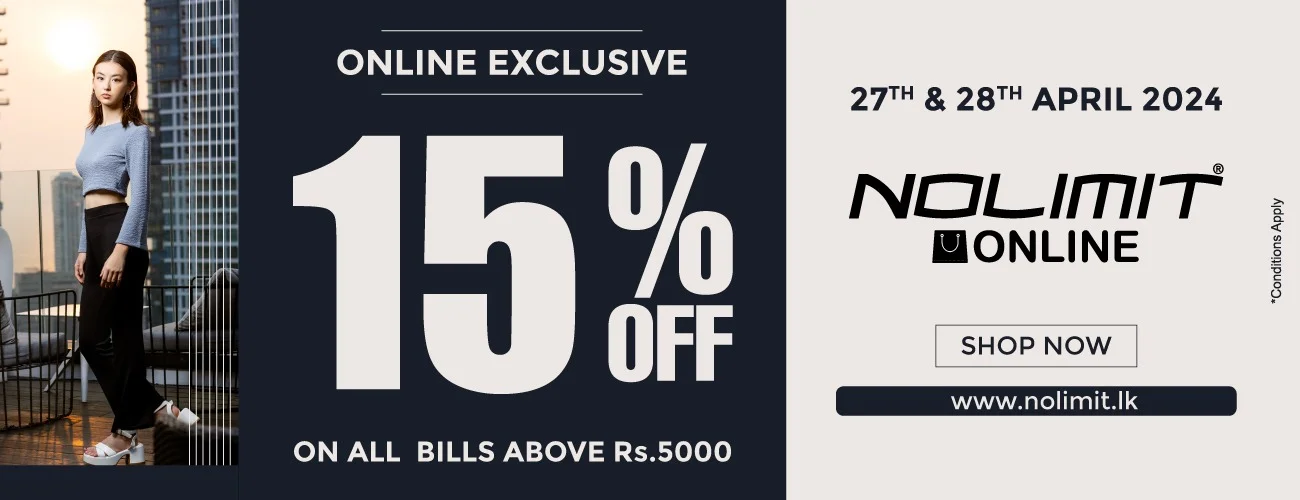 ONLINE EXCLUSIVE
15%
OFF
ON ALL BILLS ABOVE Rs.5000
27TH & 28TH APRIL 2024
NOLIMIT®
ONLINE
SHOP NOW
www.nolimit.lk
*Conditions Apply